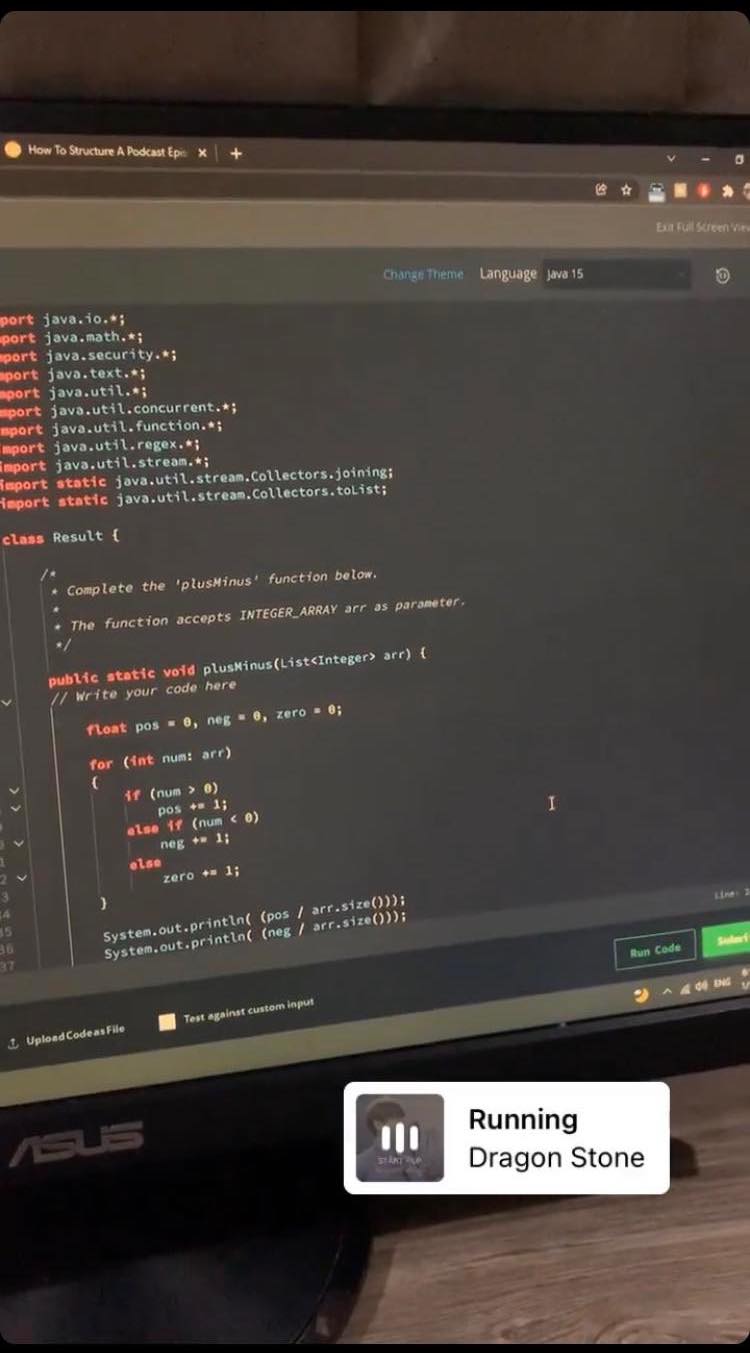 How To Structure A Podcast Epi
Exit Full Screen View
Change Theme Language Java 15
port java.io.*;
port java.math.*;
mport java.security.*;
mport java.text.*;
mport java.util.*;
mport java.util.concurrent.*;
mport java.util.function.*;
import java.util.regex.*;
import java.util.stream.*;
import static java.util.stream.Collectors.joining;
import static java.util.stream.Collectors.toList;
class Result {
/*
* Complete the 'plusMinus' function below.
*
* The function accepts INTEGER_ARRAY arr as parameter.
*/
public static void plusMinus(List<Integer> arr) {
// Write your code here
float pos = 0, neg = 0, zero = 0;
for (int num: arr)
{
if (num > 0)
pos += 1;
else if (num < 0)
neg += 1;
else
zero += 1;
}
System.out.println( (pos / arr.size()));
System.out.println( (neg / arr.size()));
Line:
Run Code
Upload Code as File
Test against custom input
ENG
ASUS
START-UP
Running
Dragon Stone